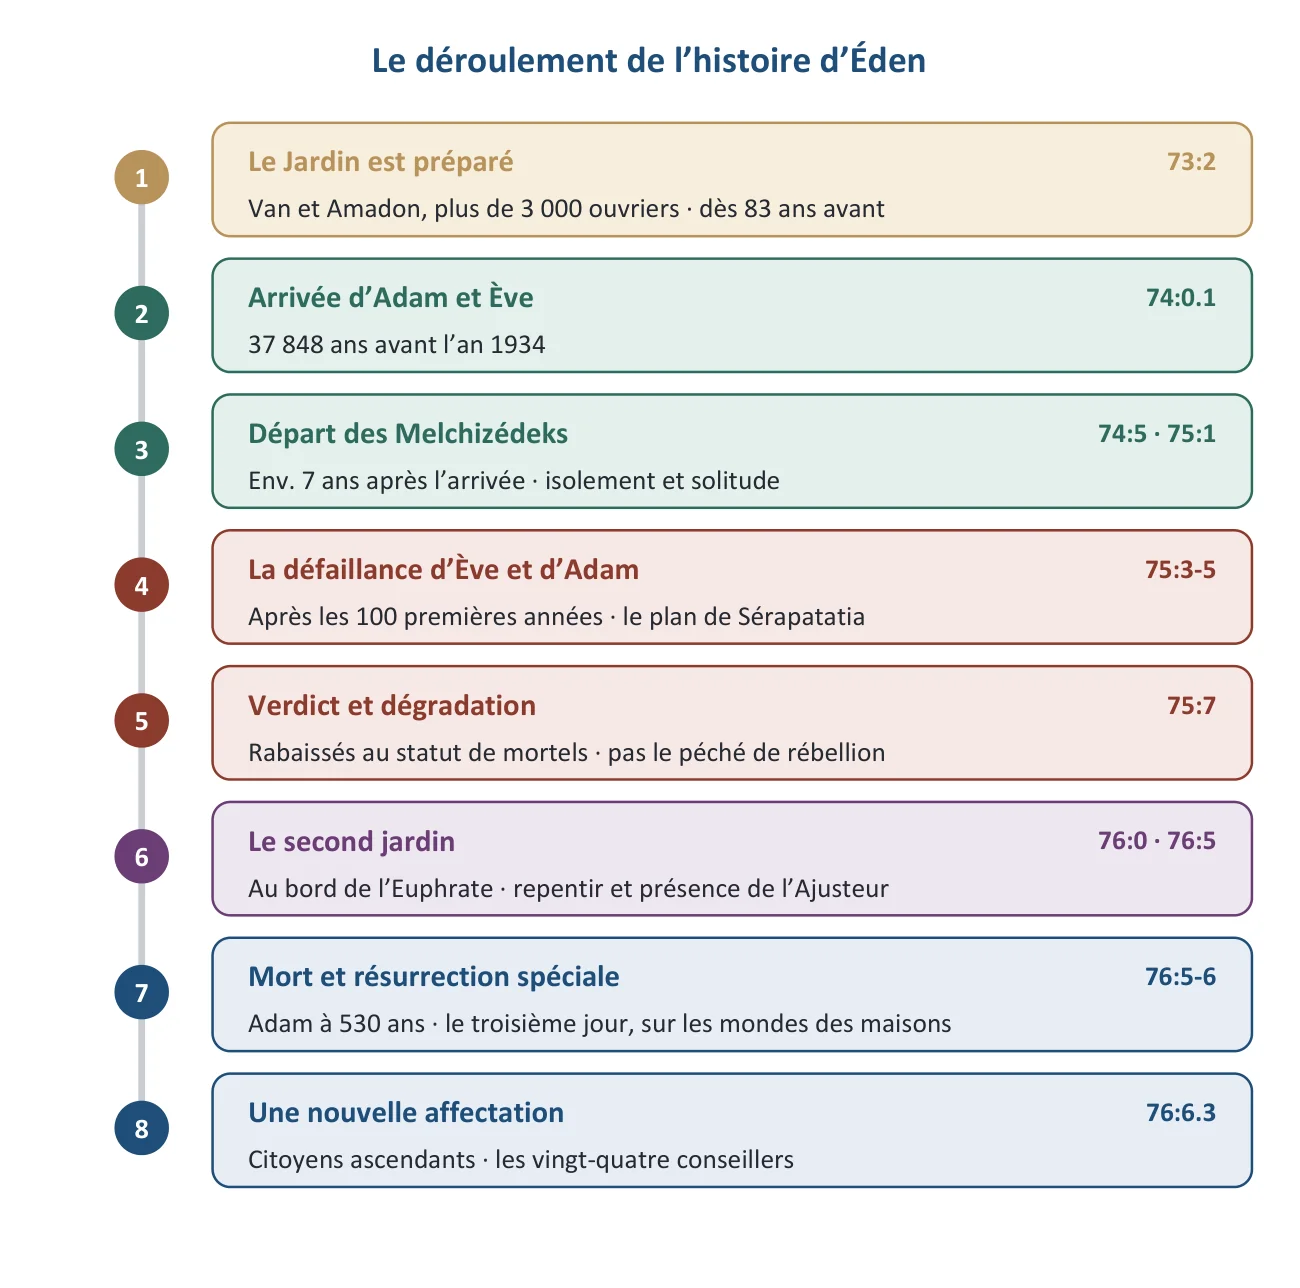 Le déroulement de l’histoire d’Éden
1
Le Jardin est préparé
73:2
Van et Amadon, plus de 3 000 ouvriers · dès 83 ans avant
2
Arrivée d’Adam et Ève
74:0.1
37 848 ans avant l’an 1934
3
Départ des Melchizédeks
74:5 · 75:1
Env. 7 ans après l’arrivée · isolement et solitude
4
La défaillance d’Ève et d’Adam
75:3-5
Après les 100 premières années · le plan de Sérapatatia
5
Verdict et dégradation
75:7
Rabaissés au statut de mortels · pas le péché de rébellion
6
Le second jardin
76:0 · 76:5
Au bord de l’Euphrate · repentir et présence de l’Ajusteur
7
Mort et résurrection spéciale
76:5-6
Adam à 530 ans · le troisième jour, sur les mondes des maisons
8
Une nouvelle affectation
76:6.3
Citoyens ascendants · les vingt-quatre conseillers